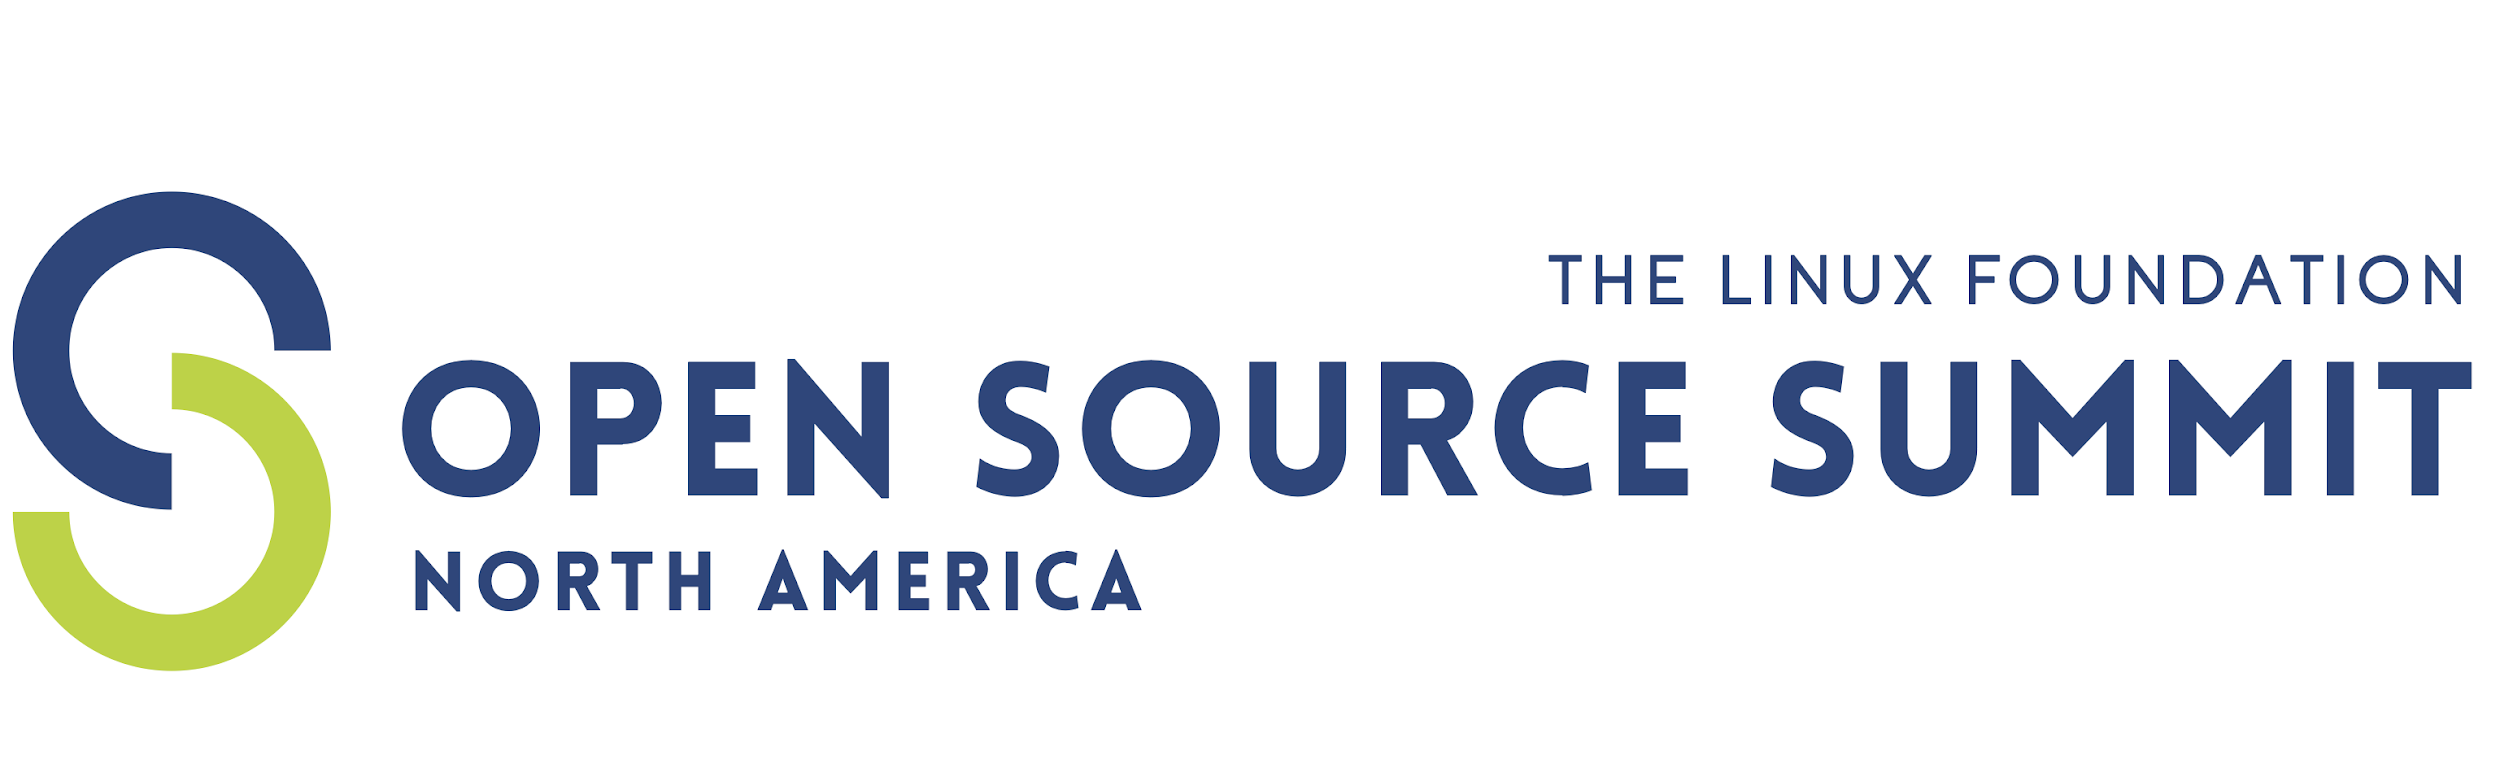 THE LINUX FOUNDATION
OPEN SOURCE SUMMIT
NORTH AMERICA